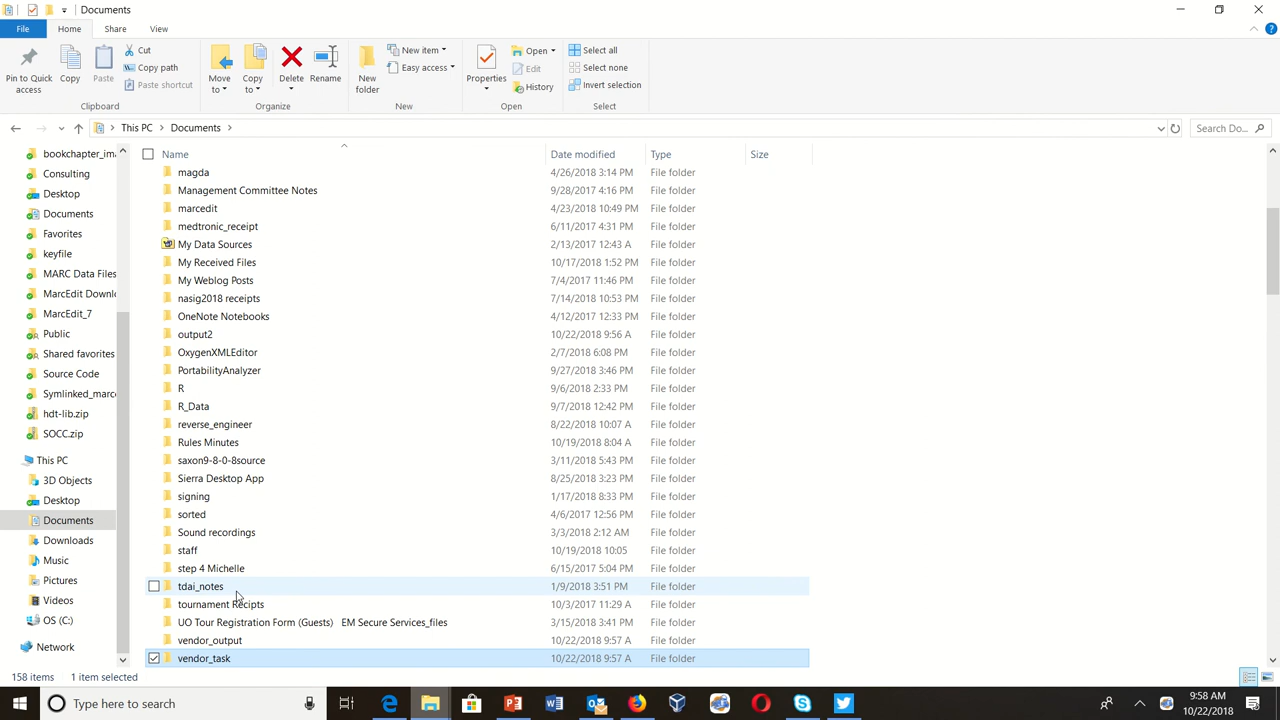 Documents
File Home Share View
Pin to Quick access
Copy
Paste
Cut
Copy path
Paste shortcut
Clipboard
Move to
Copy to
Delete
Rename
Organize
New folder
New item
Easy access
New
Properties
Open
Edit
History
Open
Select all
Select none
Invert selection
Select
This PC Documents
Search Do...
bookchapter_ima
Consulting
Desktop
Documents
Favorites
keyfile
MARC Data Files
MarcEdit Downl
MarcEdit_7
Public
Shared favorites
Source Code
Symlinked_marc
hdt-lib.zip
SOCC.zip
This PC
3D Objects
Desktop
Documents
Downloads
Music
Pictures
Videos
OS (C:)
Network
Name Date modified Type Size
magda 4/26/2018 3:14 PM File folder
Management Committee Notes 9/28/2017 4:16 PM File folder
marcedit 4/23/2018 10:49 PM File folder
medtronic_receipt 6/11/2017 4:31 PM File folder
My Data Sources 2/13/2017 12:43 A File folder
My Received Files 10/17/2018 1:52 PM File folder
My Weblog Posts 7/4/2017 11:46 PM File folder
nasig2018 receipts 7/14/2018 10:53 PM File folder
OneNote Notebooks 4/12/2017 12:33 PM File folder
output2 10/22/2018 9:56 A File folder
OxygenXMLEditor 2/7/2018 6:08 PM File folder
PortabilityAnalyzer 9/27/2018 3:46 PM File folder
R 9/6/2018 2:33 PM File folder
R_Data 9/7/2018 12:42 PM File folder
reverse_engineer 8/22/2018 10:07 A File folder
Rules Minutes 10/19/2018 8:04 A File folder
saxon9-8-0-8source 3/11/2018 5:43 PM File folder
Sierra Desktop App 8/25/2018 3:23 PM File folder
signing 1/17/2018 8:33 PM File folder
sorted 4/6/2017 12:56 PM File folder
Sound recordings 3/3/2018 2:12 AM File folder
staff 10/19/2018 10:05 File folder
step 4 Michelle 6/15/2017 5:04 PM File folder
tdai_notes 1/9/2018 3:51 PM File folder
tournament Recipts 10/3/2017 11:29 A File folder
UO Tour Registration Form (Guests) EM Secure Services_files 3/15/2018 3:41 PM File folder
vendor_output 10/22/2018 9:57 A File folder
vendor_task 10/22/2018 9:57 A File folder
158 items 1 item selected
Type here to search
9:58 AM
10/22/2018